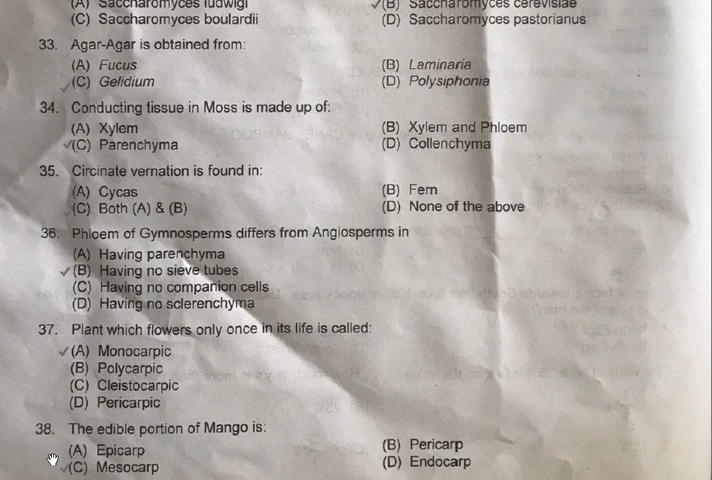 (A) Saccharomyces ludwigi (B) Saccharomyces cerevisiae
(C) Saccharomyces boulardii (D) Saccharomyces pastorianus
33. Agar-Agar is obtained from:
(A) Fucus (B) Laminaria
(C) Gelidium (D) Polysiphonia
34. Conducting tissue in Moss is made up of:
(A) Xylem (B) Xylem and Phloem
(C) Parenchyma (D) Collenchyma
35. Circinate vernation is found in:
(A) Cycas (B) Fern
(C) Both (A) & (B) (D) None of the above
36. Phloem of Gymnosperms differs from Angiosperms in
(A) Having parenchyma
(B) Having no sieve tubes
(C) Having no companion cells
(D) Having no sclerenchyma
37. Plant which flowers only once in its life is called:
(A) Monocarpic
(B) Polycarpic
(C) Cleistocarpic
(D) Pericarpic
38. The edible portion of Mango is:
(A) Epicarp (B) Pericarp
(C) Mesocarp (D) Endocarp